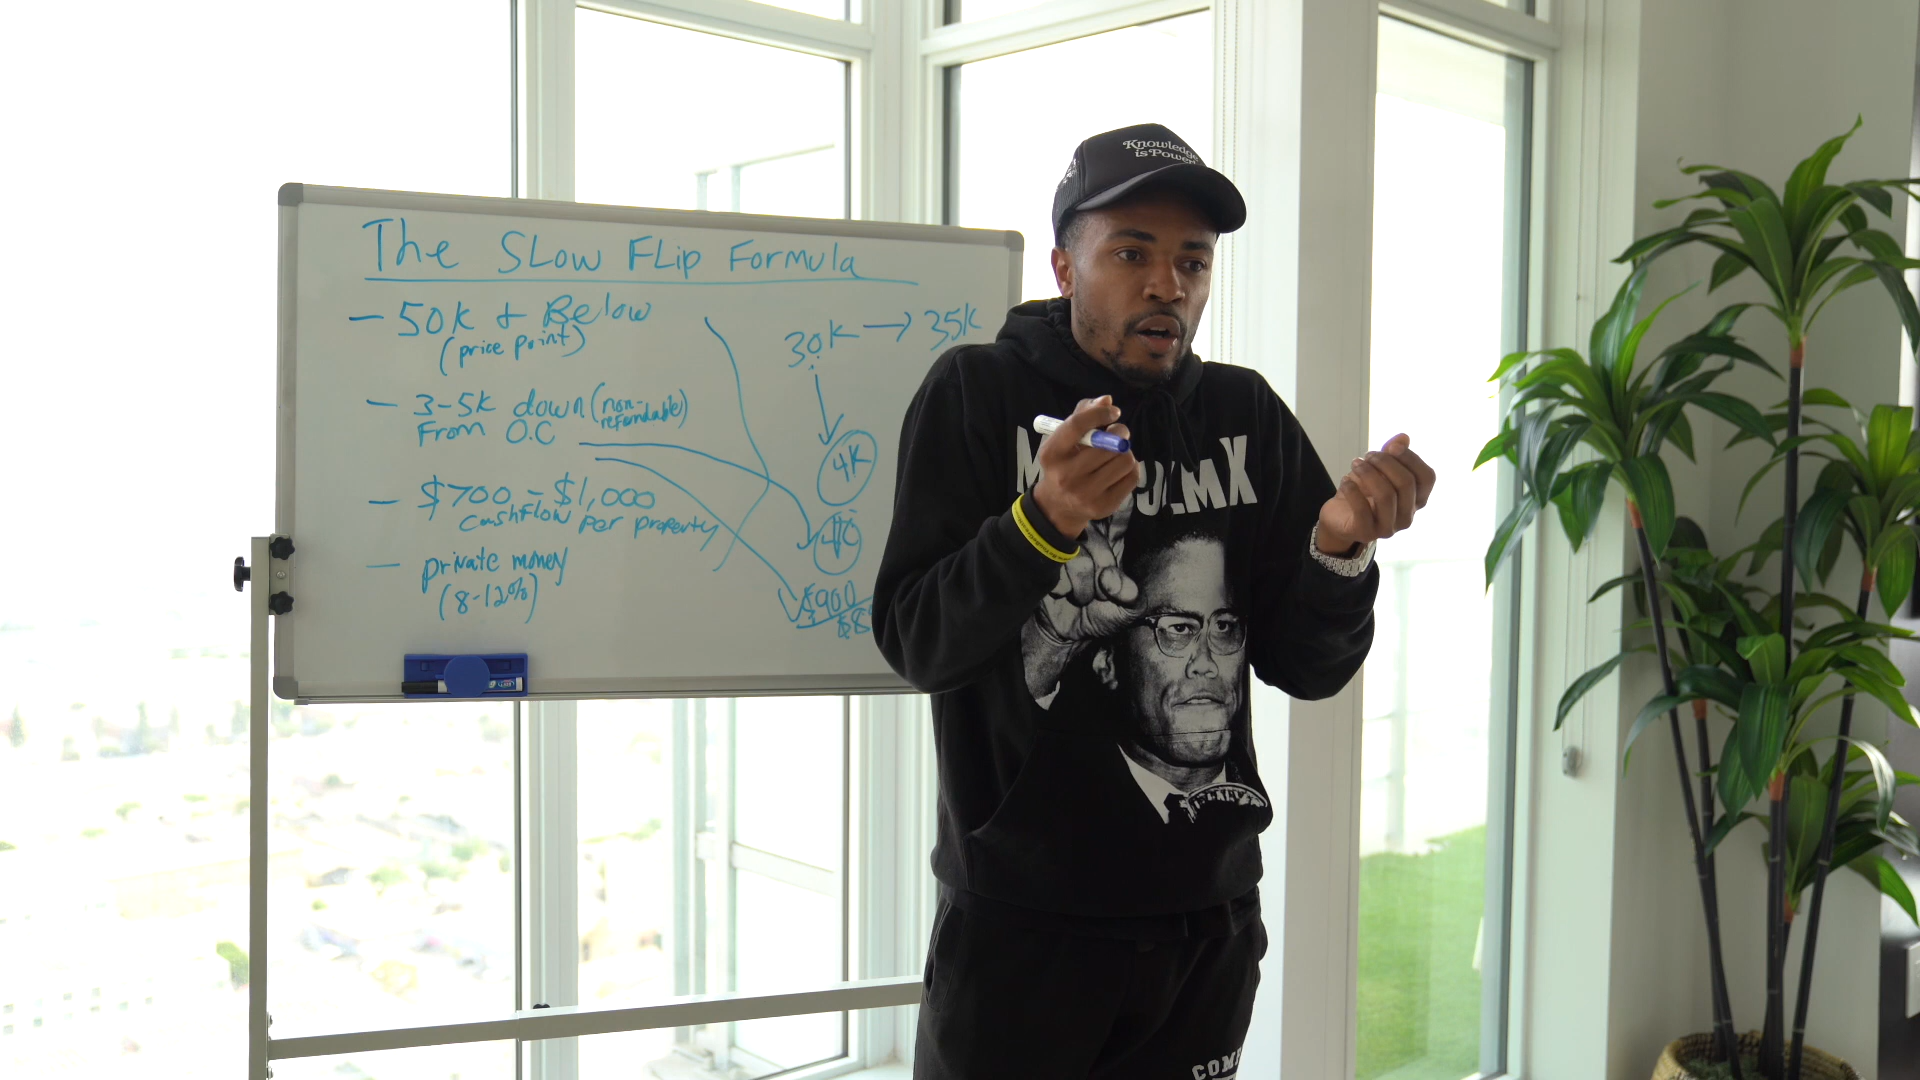 The SLow FLip Formula
- 50K & Below
(price point)
- 3-5K down (non-refundable)
From O.C
- $700 - $1,000
cashflow per property
- private money
(8-12%)
30K → 35K
4K
4K
$900
Knowledge
is Power